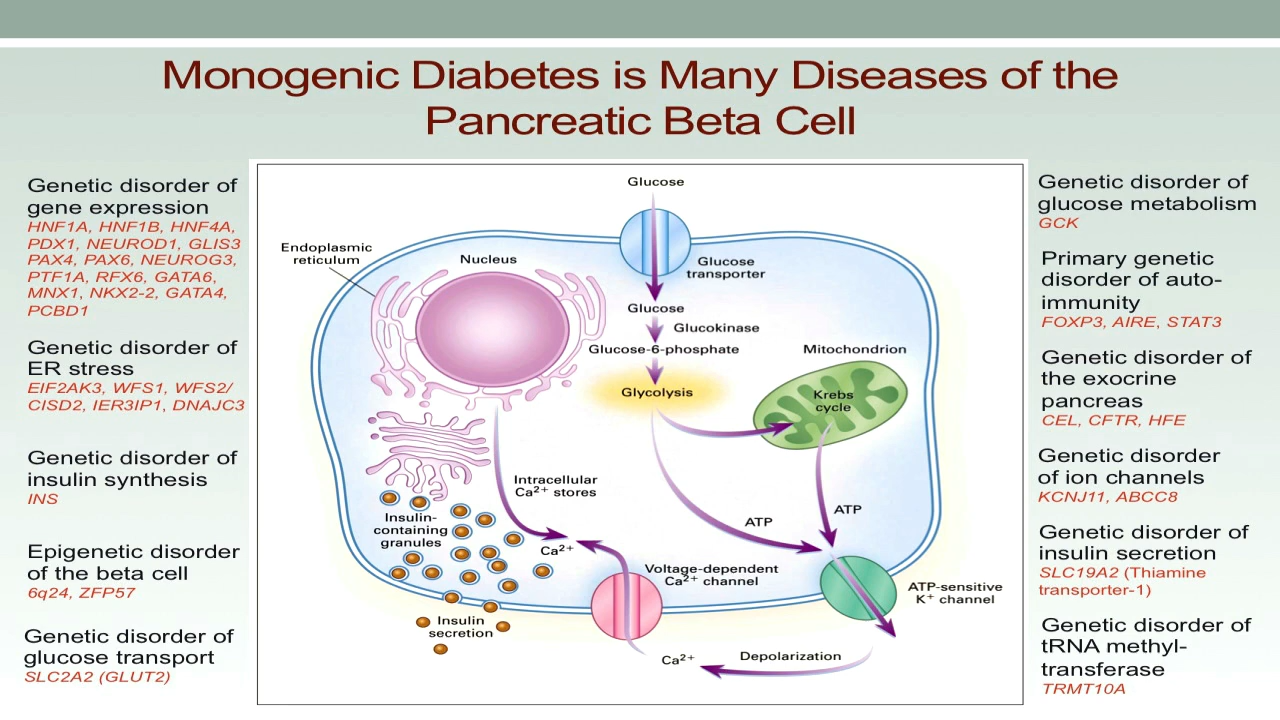 Monogenic Diabetes is Many Diseases of the
Pancreatic Beta Cell
Genetic disorder of
gene expression
HNF1A, HNF1B, HNF4A,
PDX1, NEUROD1, GLIS3
PAX4, PAX6, NEUROG3,
PTF1A, RFX6, GATA6,
MNX1, NKX2-2, GATA4,
PCBD1
Genetic disorder of
ER stress
EIF2AK3, WFS1, WFS2/
CISD2, IER3IP1, DNAJC3
Genetic disorder of
insulin synthesis
INS
Epigenetic disorder
of the beta cell
6q24, ZFP57
Genetic disorder of
glucose transport
SLC2A2 (GLUT2)
Glucose
Endoplasmic
reticulum
Nucleus
Glucose
transporter
Glucose
Glucokinase
Glucose-6-phosphate
Mitochondrion
Glycolysis
Krebs
cycle
Intracellular
Ca²⁺ stores
Insulin-
containing
granules
ATP
ATP
Ca²⁺
Voltage-dependent
Ca²⁺ channel
ATP-sensitive
K⁺ channel
Insulin
secretion
Ca²⁺
Depolarization
Genetic disorder of
glucose metabolism
GCK
Primary genetic
disorder of auto-
immunity
FOXP3, AIRE, STAT3
Genetic disorder of
the exocrine
pancreas
CEL, CFTR, HFE
Genetic disorder
of ion channels
KCNJ11, ABCC8
Genetic disorder of
insulin secretion
SLC19A2 (Thiamine
transporter-1)
Genetic disorder of
tRNA methyl-
transferase
TRMT10A